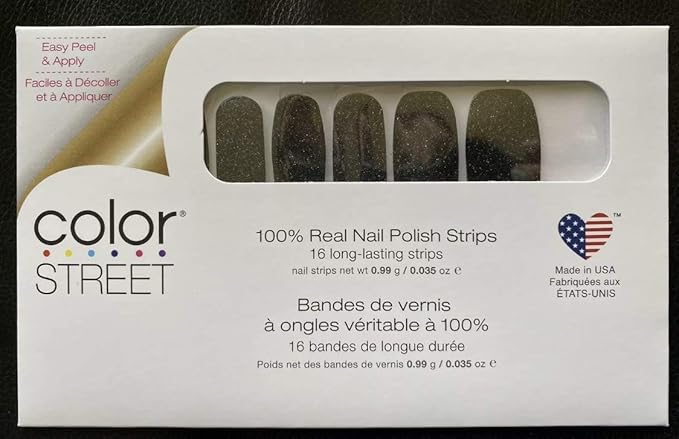 Easy Peel
& Apply
Faciles à Décoller
et à Appliquer
color®
STREET
100% Real Nail Polish Strips
16 long-lasting strips
nail strips net wt 0.99 g / 0.035 oz e
Bandes de vernis
à ongles véritable à 100%
16 bandes de longue durée
Poids net des bandes de vernis 0.99 g / 0.035 oz e
TM
Made in USA
Fabriquées aux
ÉTATS-UNIS